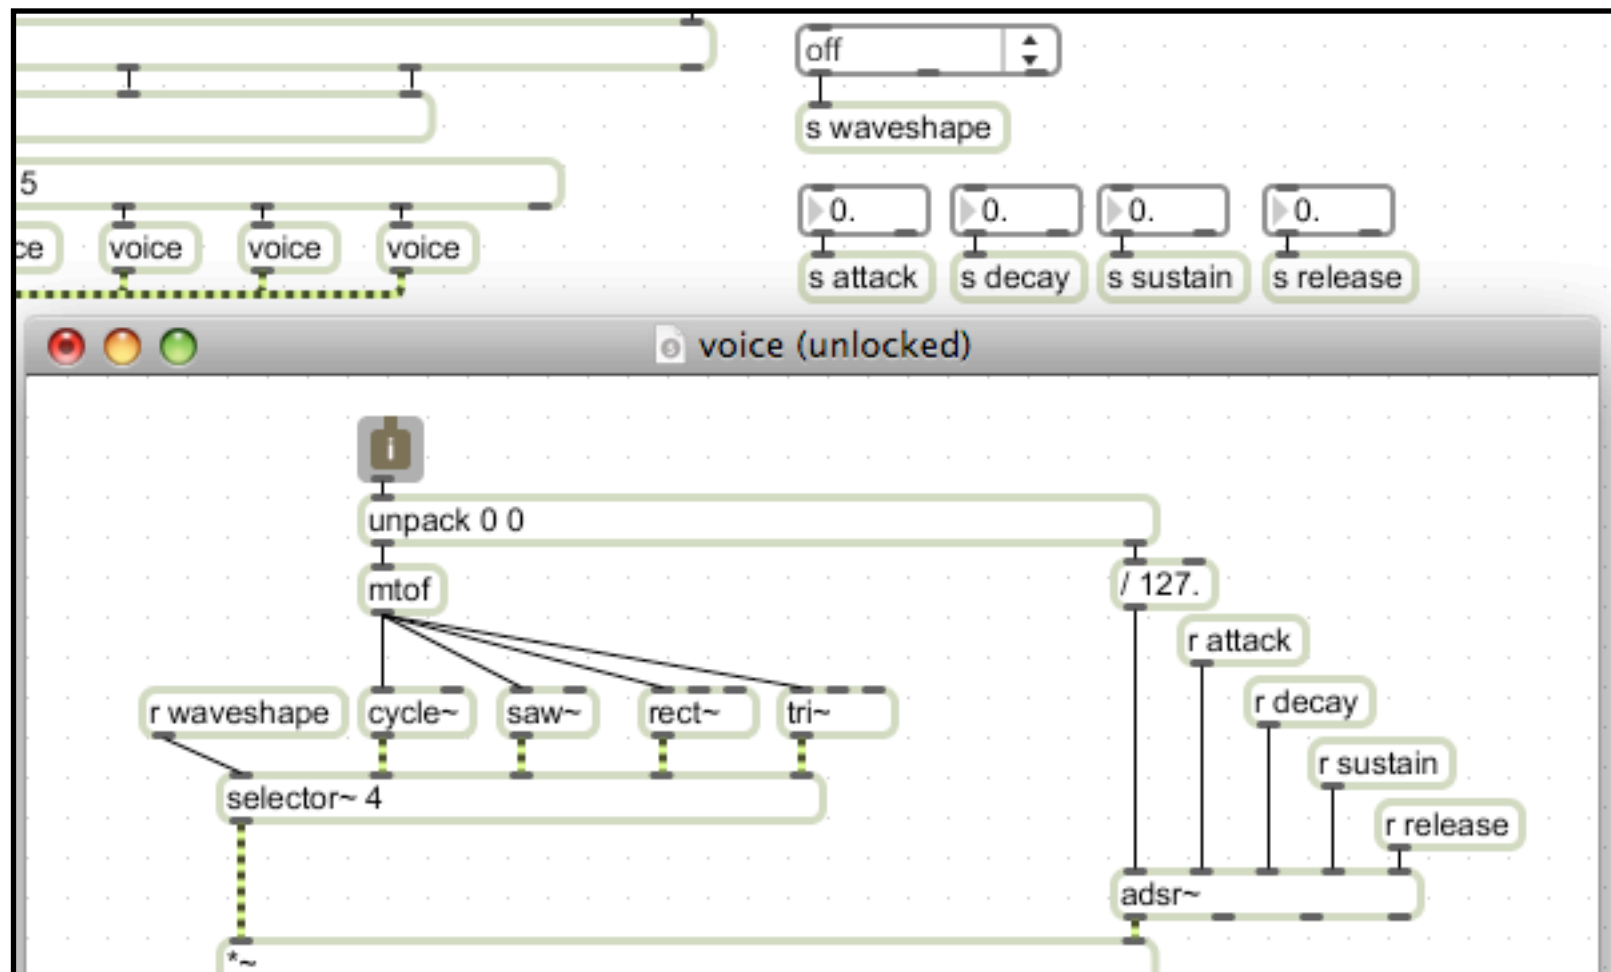 off
s waveshape
5
0.
0.
0.
0.
ce
voice
voice
voice
s attack
s decay
s sustain
s release
voice (unlocked)
i
unpack 0 0
mtof
/ 127.
r attack
r decay
r waveshape
cycle~
saw~
rect~
tri~
r sustain
selector~ 4
r release
adsr~
*~